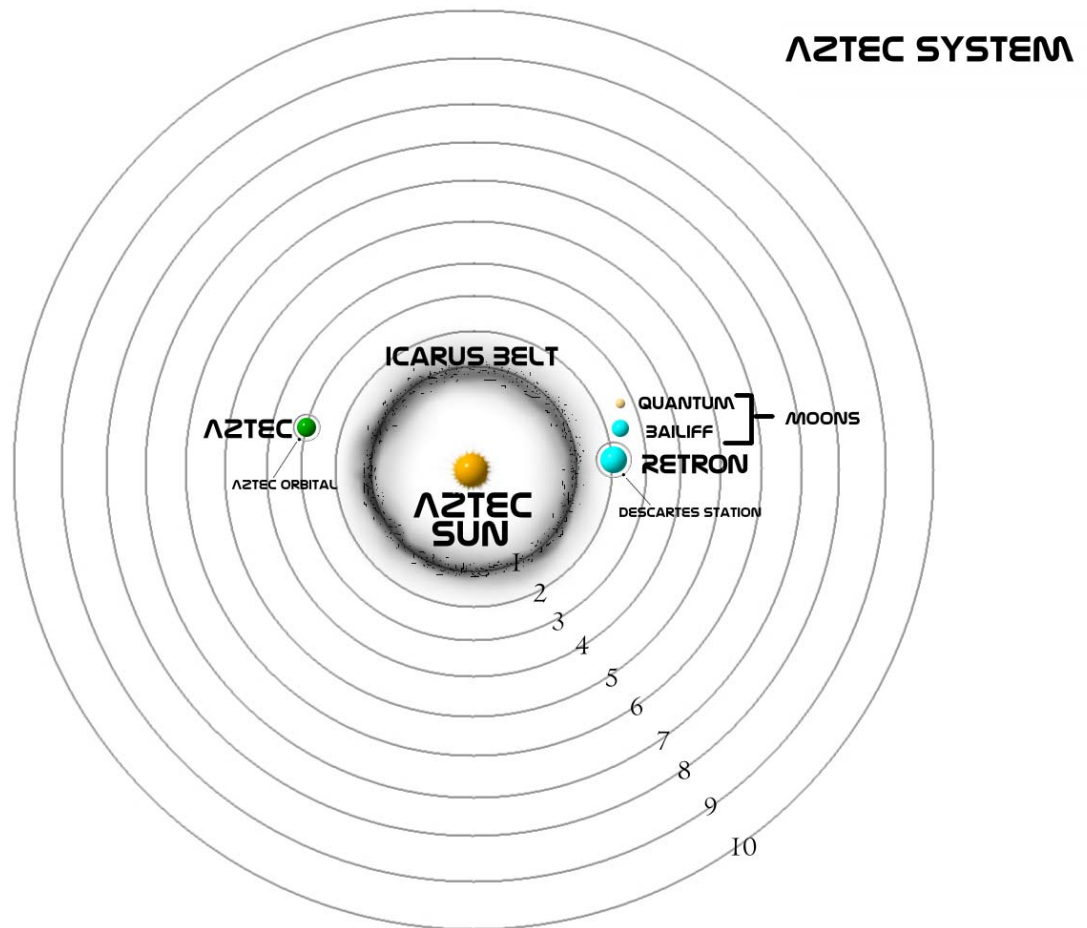 AZTEC SYSTEM
ICARUS BELT
QUANTUM
BAILIFF
MOONS
AZTEC
RETRON
AZTEC ORBITAL
DESCARTES STATION
AZTEC
SUN
1
2
3
4
5
6
7
8
9
10